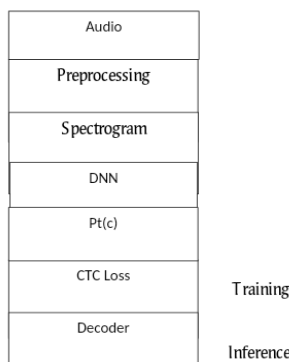 Audio
Preprocessing
Spectrogram
DNN
Pt(c)
CTC Loss
Training
Decoder
Inference